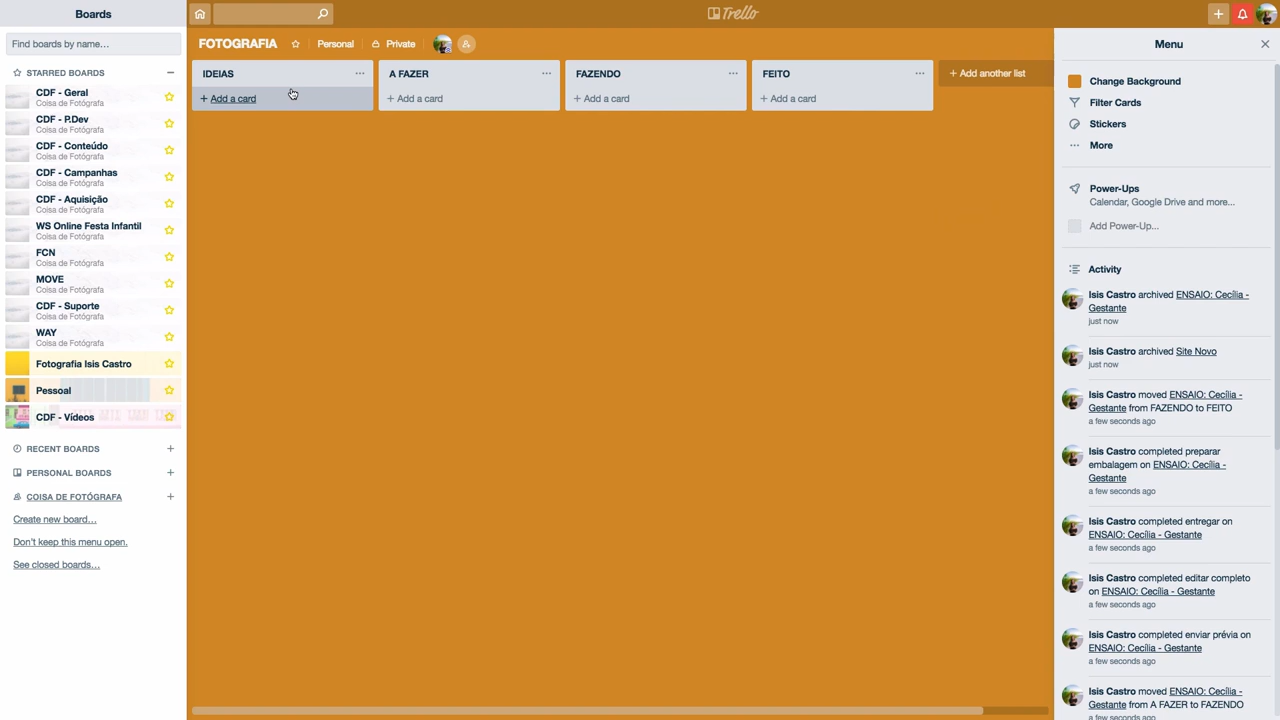 Boards
Trello
Find boards by name…
FOTOGRAFIA
Personal
Private
Menu
STARRED BOARDS
CDF - Geral
Coisa de Fotógrafa
CDF - P.Dev
Coisa de Fotógrafa
CDF - Conteúdo
Coisa de Fotógrafa
CDF - Campanhas
Coisa de Fotógrafa
CDF - Aquisição
Coisa de Fotógrafa
WS Online Festa Infantil
Coisa de Fotógrafa
FCN
Coisa de Fotógrafa
MOVE
Coisa de Fotógrafa
CDF - Suporte
Coisa de Fotógrafa
WAY
Coisa de Fotógrafa
Fotografia Isis Castro
Pessoal
CDF - Vídeos
RECENT BOARDS
PERSONAL BOARDS
COISA DE FOTÓGRAFA
Create new board…
Don't keep this menu open.
See closed boards…
IDEIAS
+ Add a card
A FAZER
+ Add a card
FAZENDO
+ Add a card
FEITO
+ Add a card
+ Add another list
Change Background
Filter Cards
Stickers
More
Power-Ups
Calendar, Google Drive and more...
Add Power-Up...
Activity
Isis Castro archived ENSAIO: Cecília -
Gestante
just now
Isis Castro archived Site Novo
just now
Isis Castro moved ENSAIO: Cecília -
Gestante from FAZENDO to FEITO
a few seconds ago
Isis Castro completed preparar
embalagem on ENSAIO: Cecília -
Gestante
a few seconds ago
Isis Castro completed entregar on
ENSAIO: Cecília - Gestante
a few seconds ago
Isis Castro completed editar completo
on ENSAIO: Cecília - Gestante
a few seconds ago
Isis Castro completed enviar prévia on
ENSAIO: Cecília - Gestante
a few seconds ago
Isis Castro moved ENSAIO: Cecília -
Gestante from A FAZER to FAZENDO
a few seconds ago